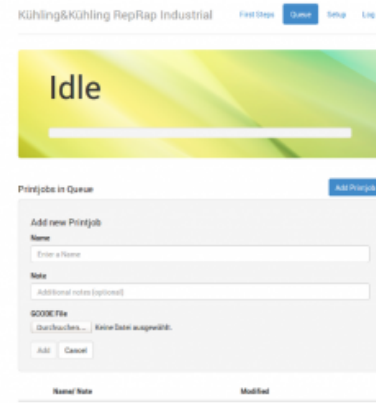 Kühling&Kühling RepRap Industrial
First Steps Queue Setup Log
Idle
Printjobs in Queue
Add Printjob
Add new Printjob
Name
Enter a Name
Note
Additional notes (optional)
GCODE File
Durchsuchen... Keine Datei ausgewählt.
Add Cancel
Name/ Note Modified